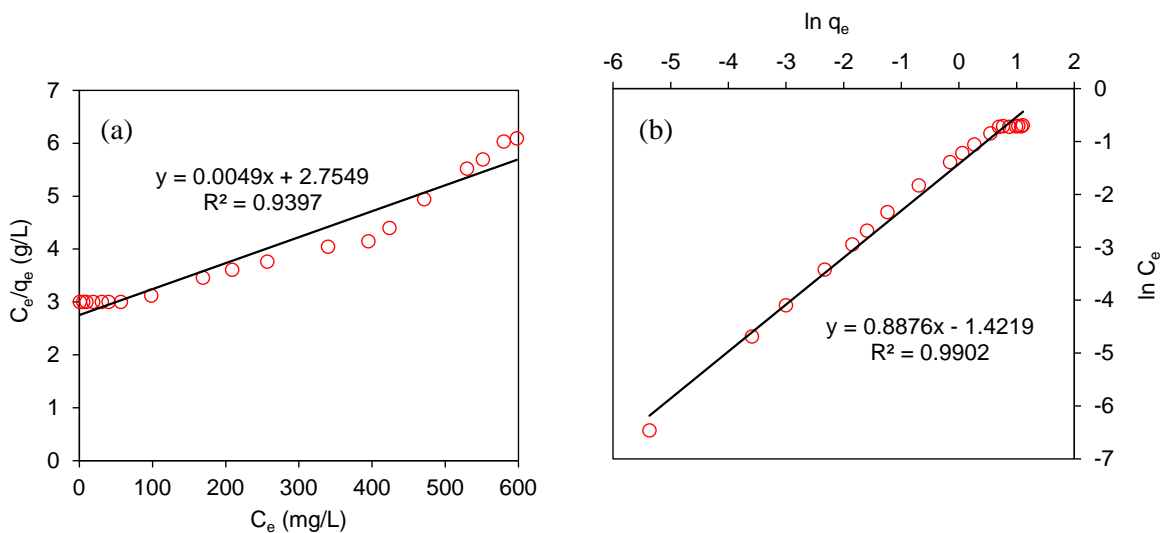 (a)
y = 0.0049x + 2.7549
R² = 0.9397
7
6
5
4
3
2
1
0
0 100 200 300 400 500 600
Cₑ/qₑ (g/L)
Cₑ (mg/L)
ln qₑ
-6 -5 -4 -3 -2 -1 0 1 2
(b)
0
-1
-2
-3
-4
-5
-6
-7
ln Cₑ
y = 0.8876x - 1.4219
R² = 0.9902